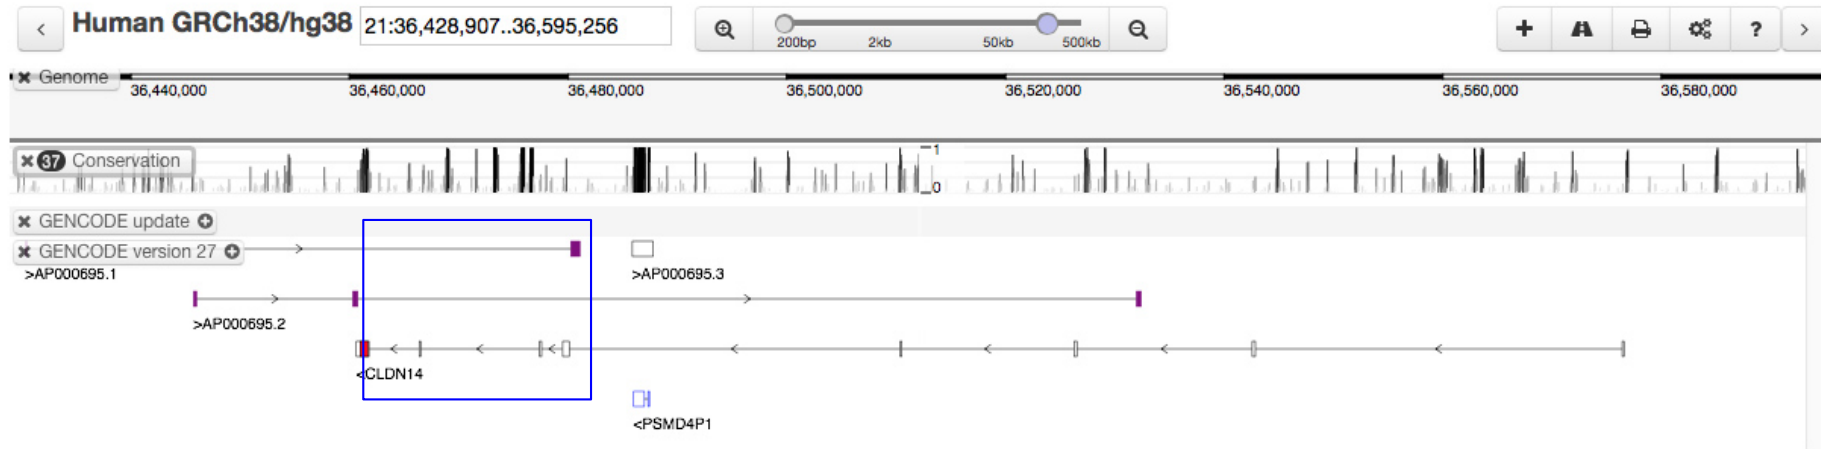 Human GRCh38/hg38 21:36,428,907..36,595,256
200bp 2kb 50kb 500kb
?
Genome
36,440,000 36,460,000 36,480,000 36,500,000 36,520,000 36,540,000 36,560,000 36,580,000
37 Conservation
1
0
GENCODE update
GENCODE version 27
>AP000695.1 >AP000695.3
>AP000695.2
<CLDN14
<PSMD4P1